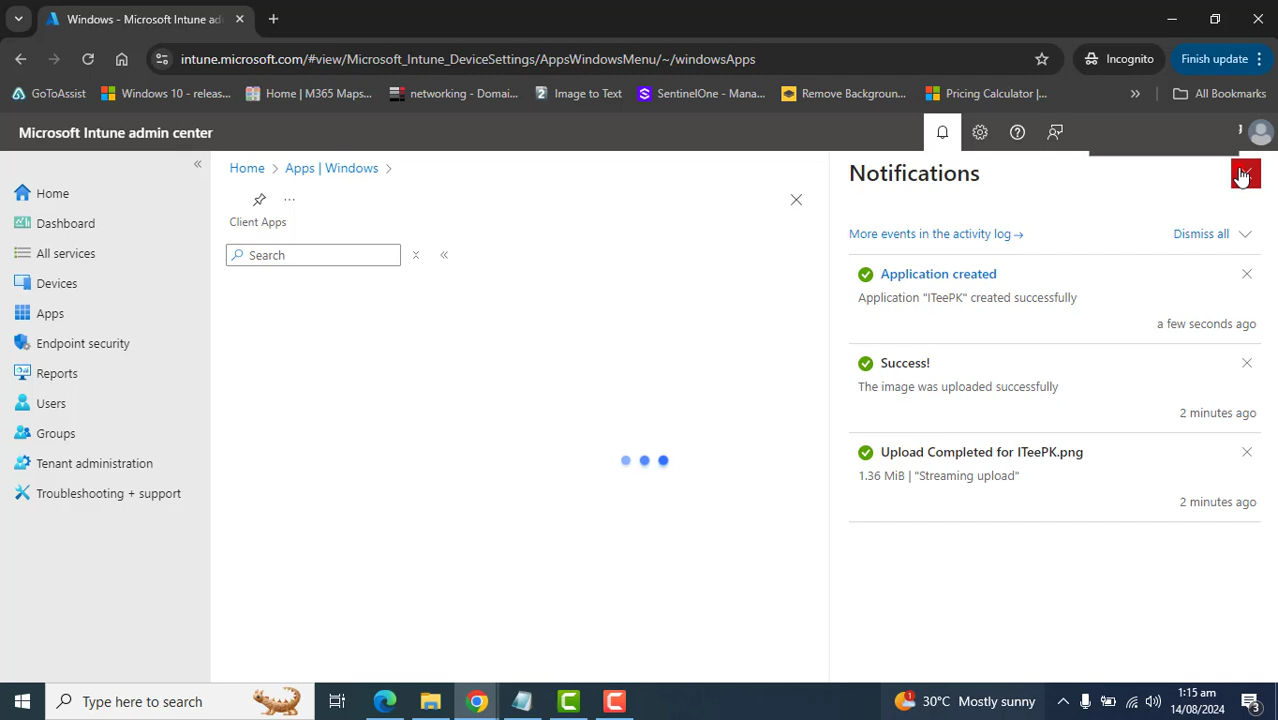 Windows - Microsoft Intune ad
intune.microsoft.com/#view/Microsoft_Intune_DeviceSettings/AppsWindowsMenu/~/windowsApps
Incognito
Finish update
GoToAssist
Windows 10 - releas...
Home | M365 Maps...
networking - Domai...
Image to Text
SentinelOne - Mana...
Remove Backgroun...
Pricing Calculator |...
»
All Bookmarks
Microsoft Intune admin center
Home
Dashboard
All services
Devices
Apps
Endpoint security
Reports
Users
Groups
Tenant administration
Troubleshooting + support
Home > Apps | Windows >
...
Client Apps
Search
Notifications
More events in the activity log →
Dismiss all
Application created
Application "ITeePK" created successfully
a few seconds ago
Success!
The image was uploaded successfully
2 minutes ago
Upload Completed for ITeePK.png
1.36 MiB | "Streaming upload"
2 minutes ago
Type here to search
1
30°C Mostly sunny
1:15 am
14/08/2024
3